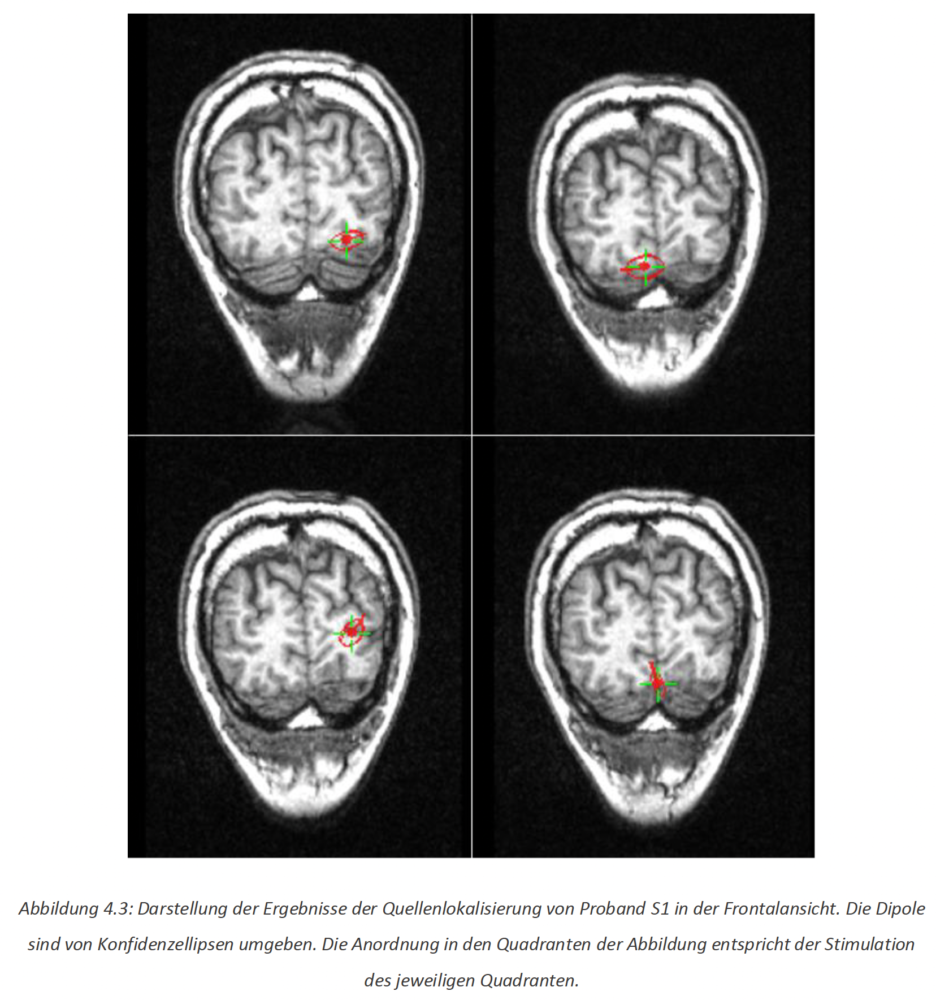 Abbildung 4.3: Darstellung der Ergebnisse der Quellenlokalisierung von Proband S1 in der Frontalansicht. Die Dipole
sind von Konfidenzellipsen umgeben. Die Anordnung in den Quadranten der Abbildung entspricht der Stimulation
des jeweiligen Quadranten.